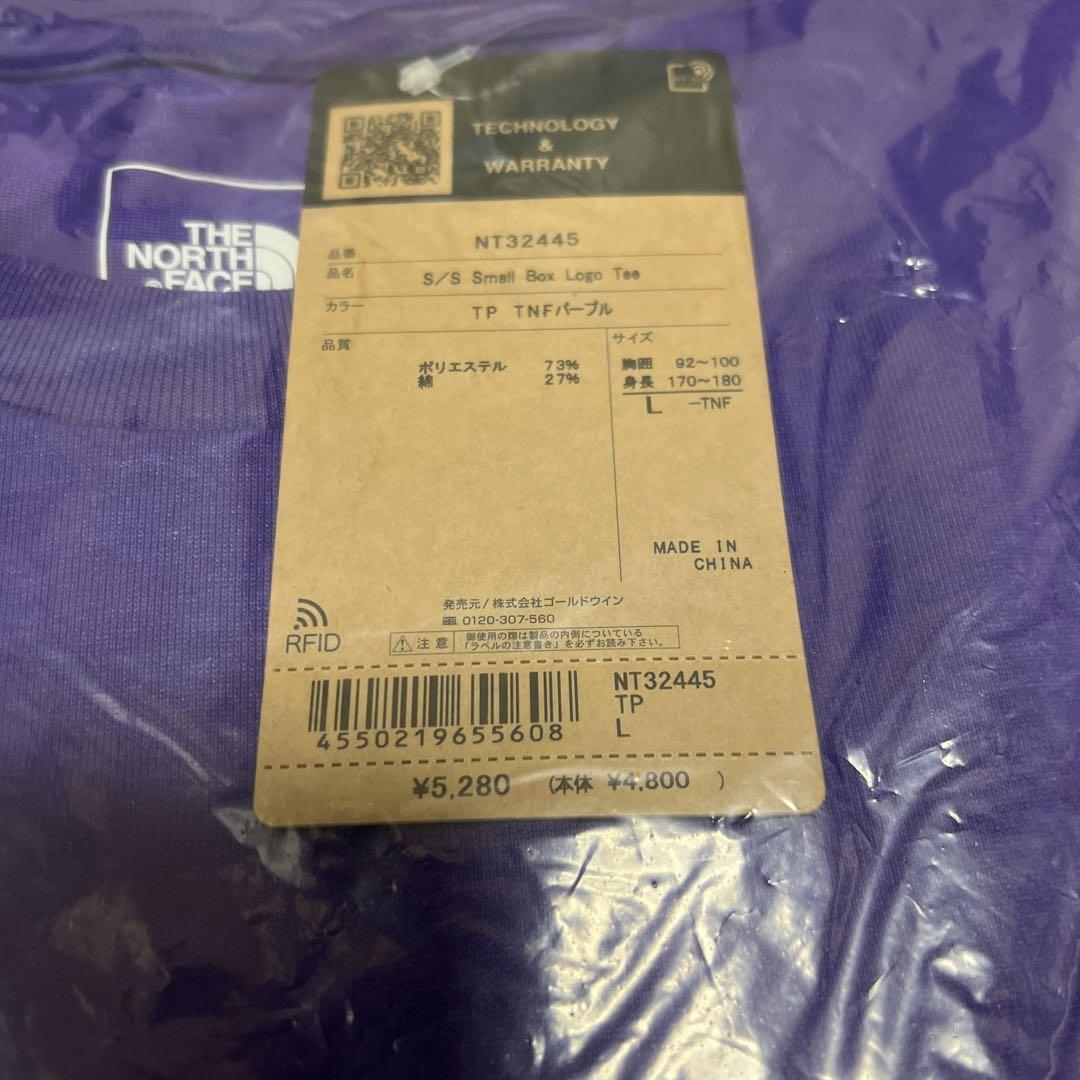 THE
NORTH
FACE
TECHNOLOGY
&
WARRANTY
品番 NT32445
品名 S/S Small Box Logo Tee
カラー TP TNFパープル
品質
ポリエステル 73%
綿 27%
サイズ
胸囲 92~100
身長 170~180
L -TNF
MADE IN
CHINA
発売元/株式会社ゴールドウイン
0120-307-560
RFID
注意 御使用の際は製品の内側についている
「ラベルの注意書き」を必ずお読み下さい。
4550219655608
NT32445
TP
L
¥5,280 (本体 ¥4,800 )